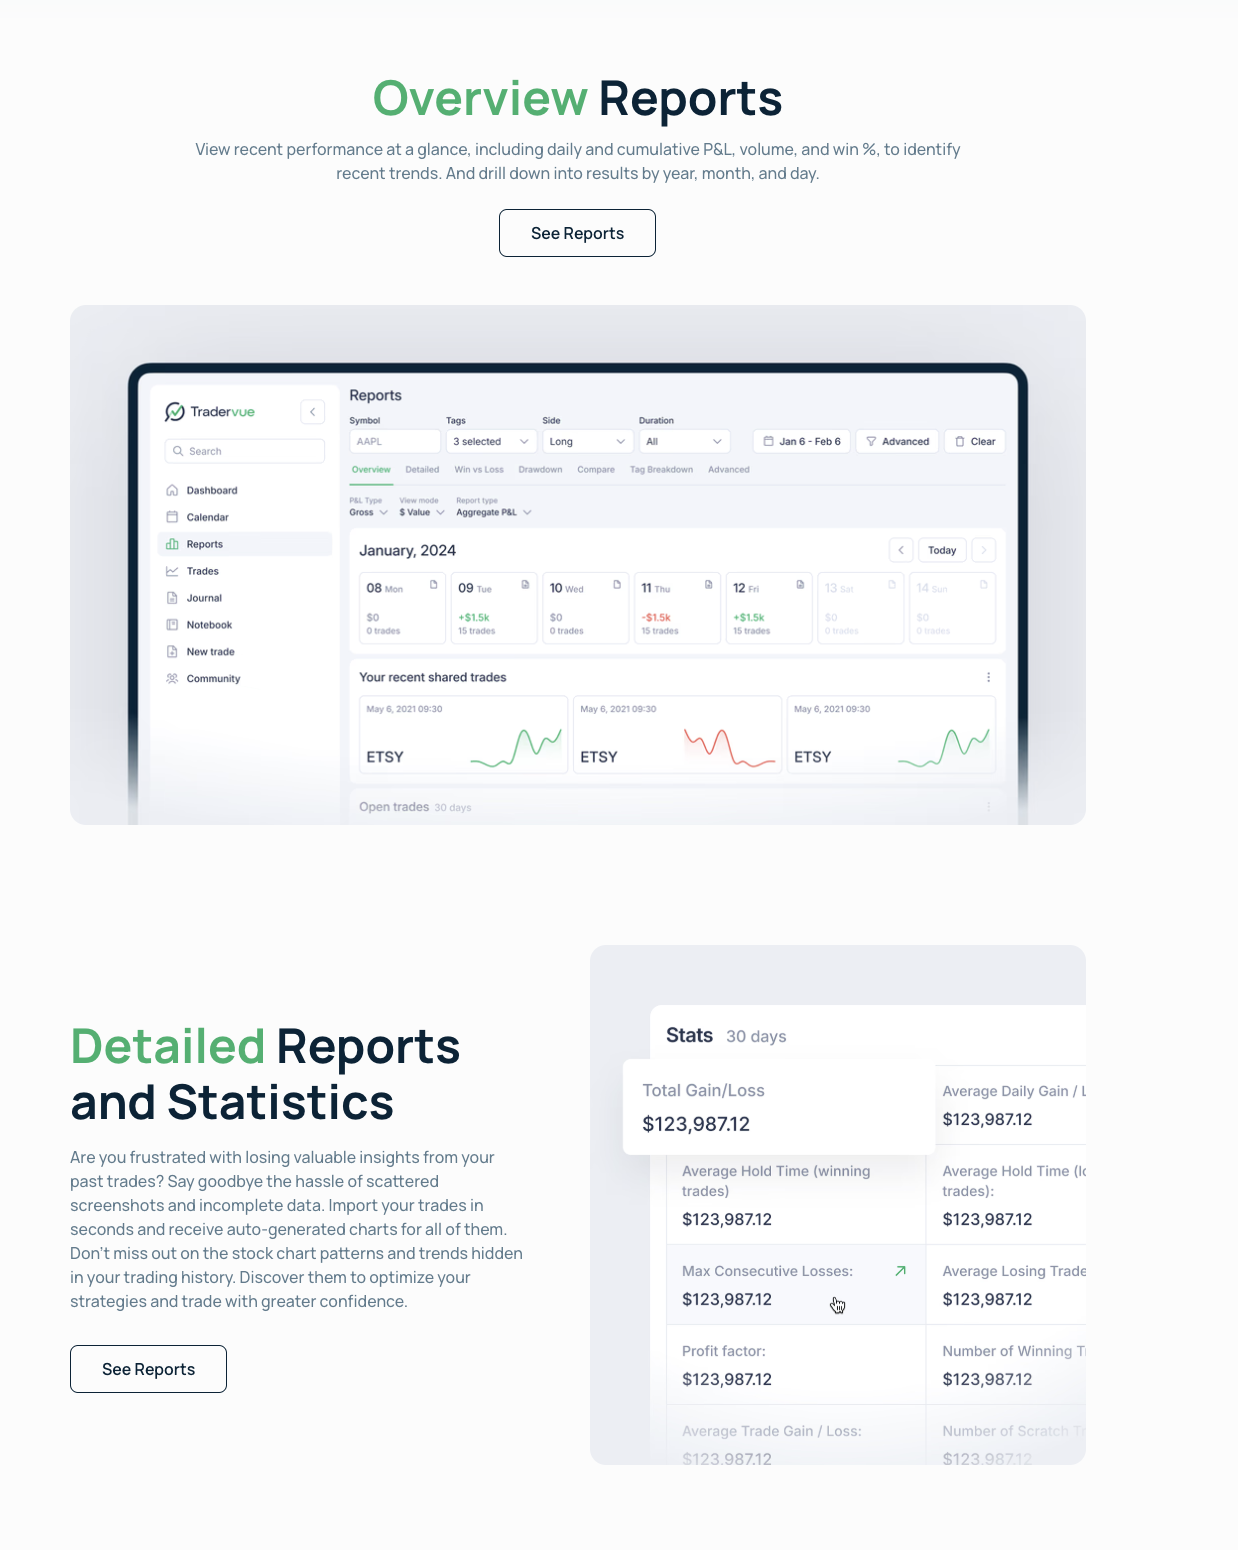 Overview Reports
View recent performance at a glance, including daily and cumulative P&L, volume, and win %, to identify
recent trends. And drill down into results by year, month, and day.
See Reports
Tradervue
Search
Dashboard
Calendar
Reports
Trades
Journal
Notebook
New trade
Community
Reports
Symbol Tags Side Duration
AAPL 3 selected Long All Jan 6 - Feb 6 Advanced Clear
Overview Detailed Win vs Loss Drawdown Compare Tag Breakdown Advanced
P&L Type View mode Report type
Gross $ Value Aggregate P&L
January, 2024 Today
08 Mon 09 Tue 10 Wed 11 Thu 12 Fri 13 Sat 14 Sun
$0 +$1.5k $0 -$1.5k +$1.5k $0 $0
0 trades 15 trades 0 trades 15 trades 15 trades 0 trades 0 trades
Your recent shared trades
May 6, 2021 09:30 May 6, 2021 09:30 May 6, 2021 09:30
ETSY ETSY ETSY
Open trades 30 days
Detailed Reports
and Statistics
Are you frustrated with losing valuable insights from your
past trades? Say goodbye the hassle of scattered
screenshots and incomplete data. Import your trades in
seconds and receive auto-generated charts for all of them.
Don't miss out on the stock chart patterns and trends hidden
in your trading history. Discover them to optimize your
strategies and trade with greater confidence.
See Reports
Stats 30 days
Total Gain/Loss
$123,987.12
Average Daily Gain / L
$123,987.12
Average Hold Time (winning
trades)
$123,987.12
Average Hold Time (lo
trades):
$123,987.12
Max Consecutive Losses:
$123,987.12
Average Losing Trade
$123,987.12
Profit factor:
$123,987.12
Number of Winning T
$123,987.12
Average Trade Gain / Loss:
$123,987.12
Number of Scratch T
$123,987.12